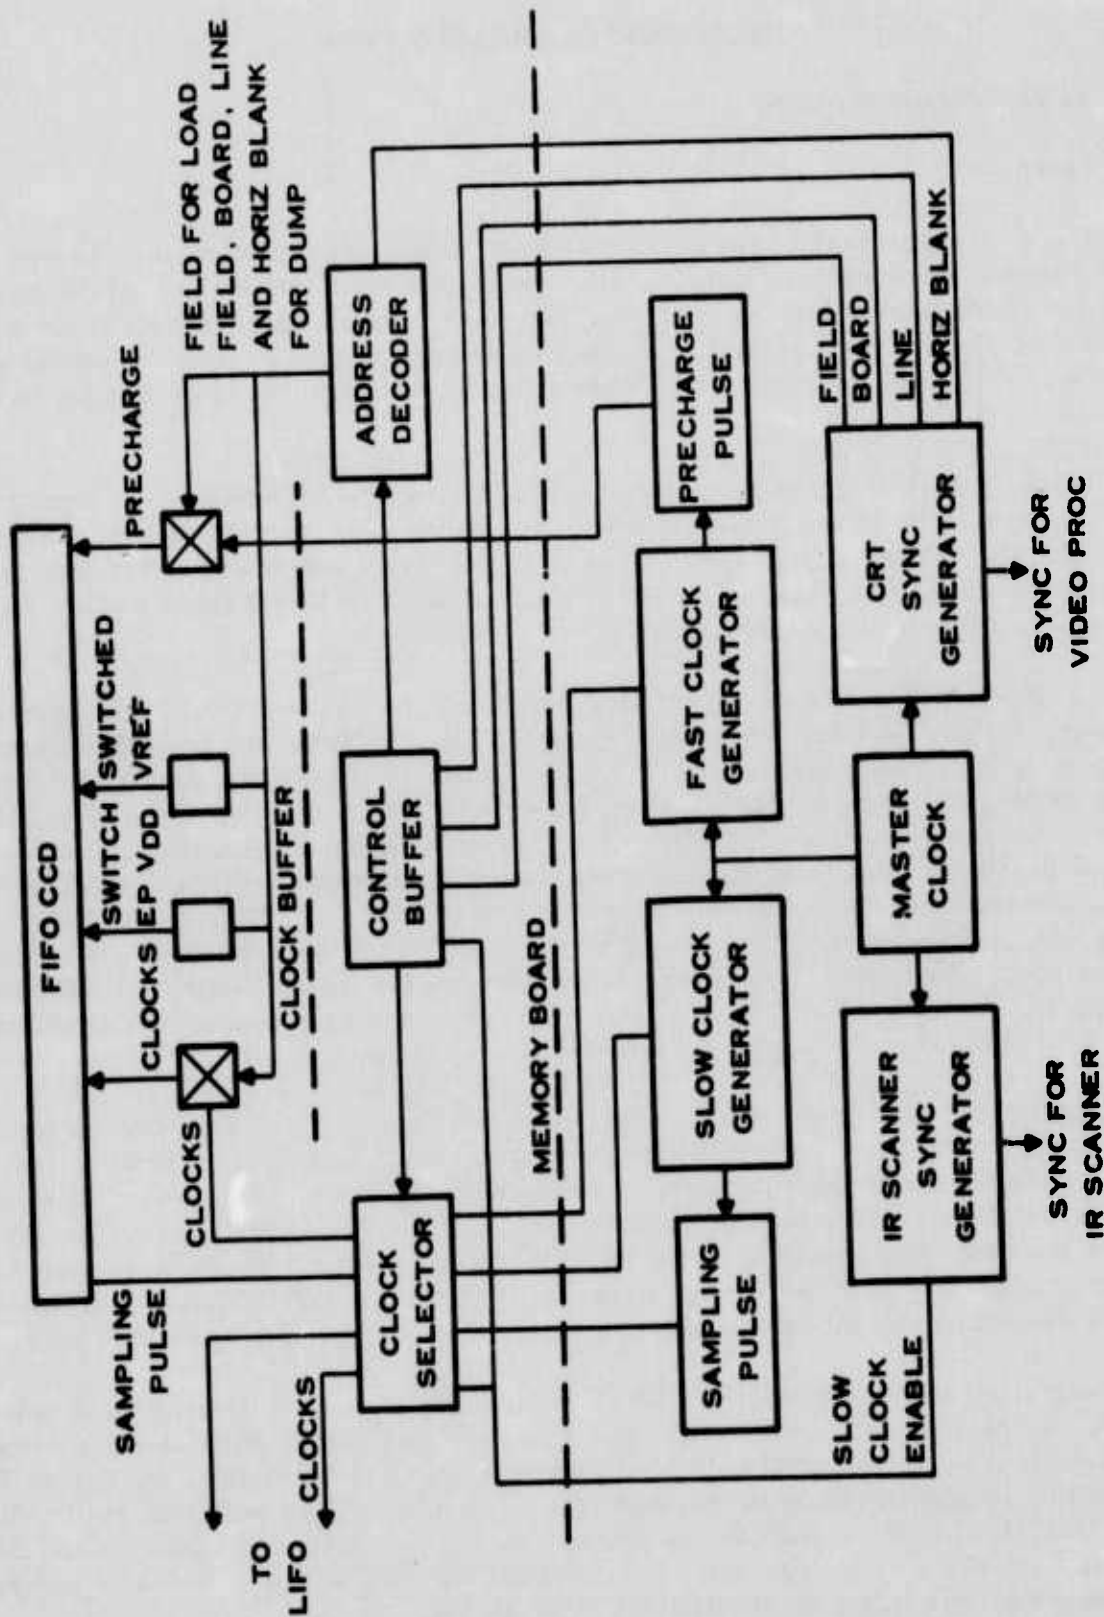 FIFO CCD
SAMPLING
PULSE
CLOCKS
CLOCKS
SWITCH
EP VDD
SWITCHED
VREF
PRECHARGE
FIELD FOR LOAD
FIELD, BOARD, LINE
AND HORIZ BLANK
FOR DUMP
CLOCK BUFFER
TO
LIFO
CLOCKS
CLOCK
SELECTOR
CONTROL
BUFFER
ADDRESS
DECODER
MEMORY BOARD
SAMPLING
PULSE
SLOW CLOCK
GENERATOR
FAST CLOCK
GENERATOR
PRECHARGE
PULSE
SLOW
CLOCK
ENABLE
IR SCANNER
SYNC
GENERATOR
MASTER
CLOCK
CRT
SYNC
GENERATOR
FIELD
BOARD
LINE
HORIZ BLANK
SYNC FOR
IR SCANNER
SYNC FOR
VIDEO PROC